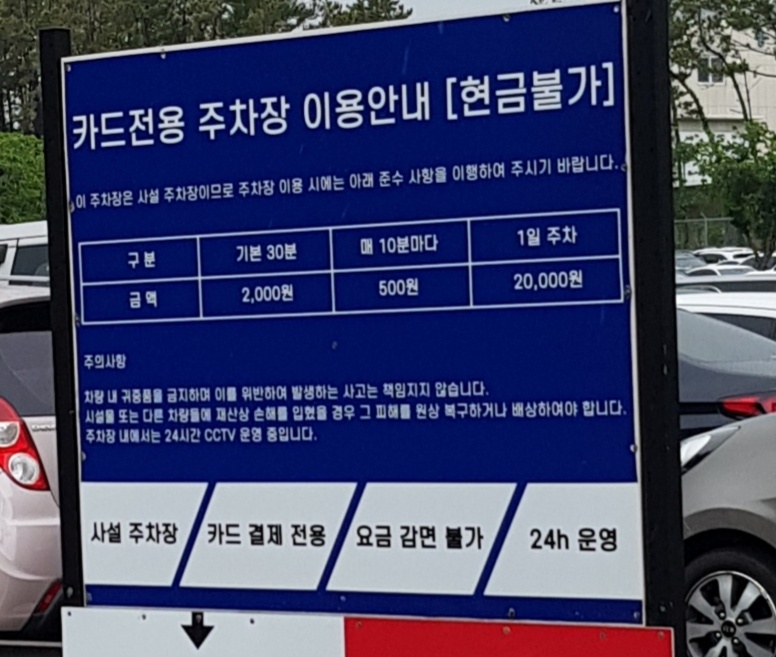 카드전용 주차장 이용안내 [현금불가]
이 주차장은 사설 주차장이므로 주차장 이용 시에는 아래 준수 사항을 이행하여 주시기 바랍니다.
구 분 기본 30분 매 10분마다 1일 주차
금 액 2,000원 500원 20,000원
주의사항
차량 내 귀중품을 금지하며 이를 위반하여 발생하는 사고는 책임지지 않습니다.
시설물 또는 다른 차량들에 재산상 손해를 입혔을 경우 그 피해를 원상 복구하거나 배상하여야 합니다.
주차장 내에서는 24시간 CCTV 운영 중입니다.
사설 주차장 카드 결제 전용 요금 감면 불가 24h 운영